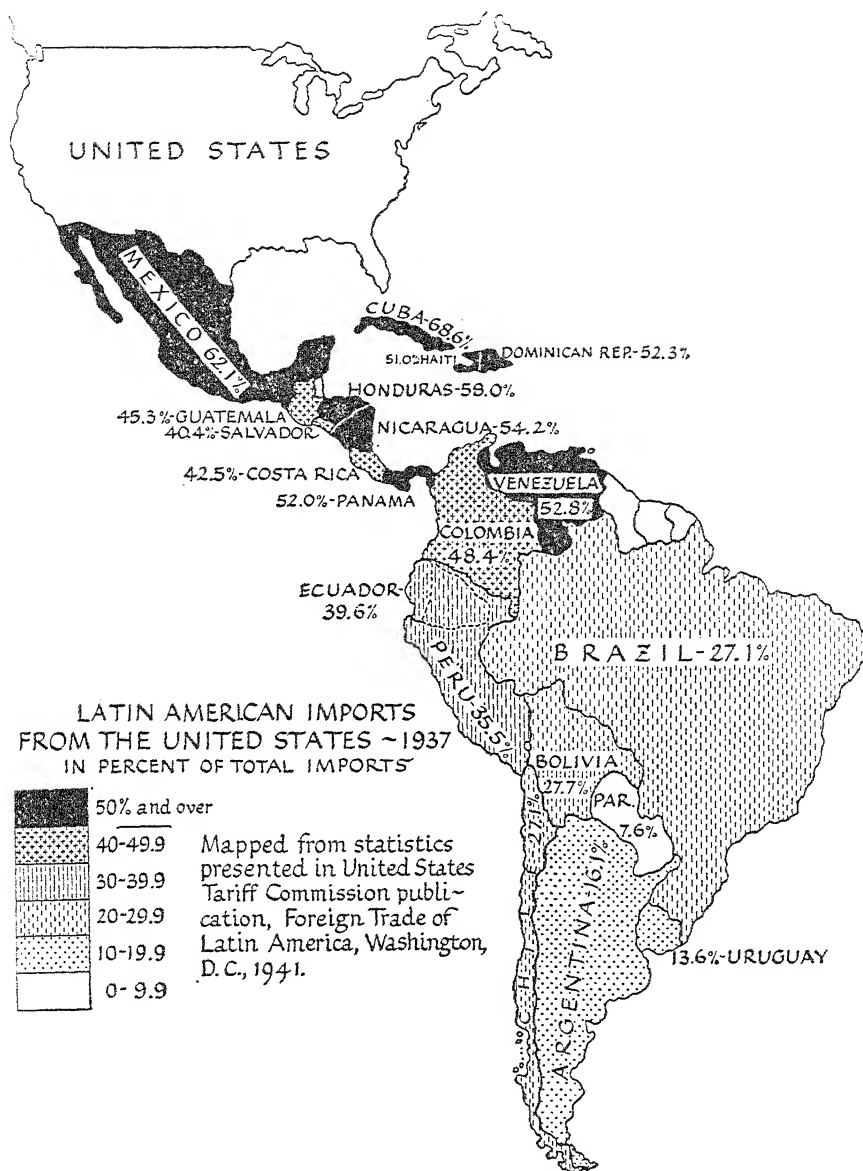 UNITED STATES
MEXICO 62.1%
CUBA-68.6%
51.0% HAITI
DOMINICAN REP.-52.3%
HONDURAS-58.0%
45.3%-GUATEMALA
40.4%-SALVADOR
NICARAGUA-54.2%
42.5%-COSTA RICA
52.0%-PANAMA
VENEZUELA
52.8%
COLOMBIA
48.4%
ECUADOR-
39.6%
BRAZIL-27.1%
PERU-35.5%
LATIN AMERICAN IMPORTS
FROM THE UNITED STATES ~ 1937
IN PERCENT OF TOTAL IMPORTS
BOLIVIA
27.7%
PAR.
7.6%
CHILE 27.1%
ARGENTINA-16.1%
13.6%-URUGUAY
50% and over
40-49.9
30-39.9
20-29.9
10-19.9
0-9.9
Mapped from statistics
presented in United States
Tariff Commission publi-
cation, Foreign Trade of
Latin America, Washington,
D.C., 1941.